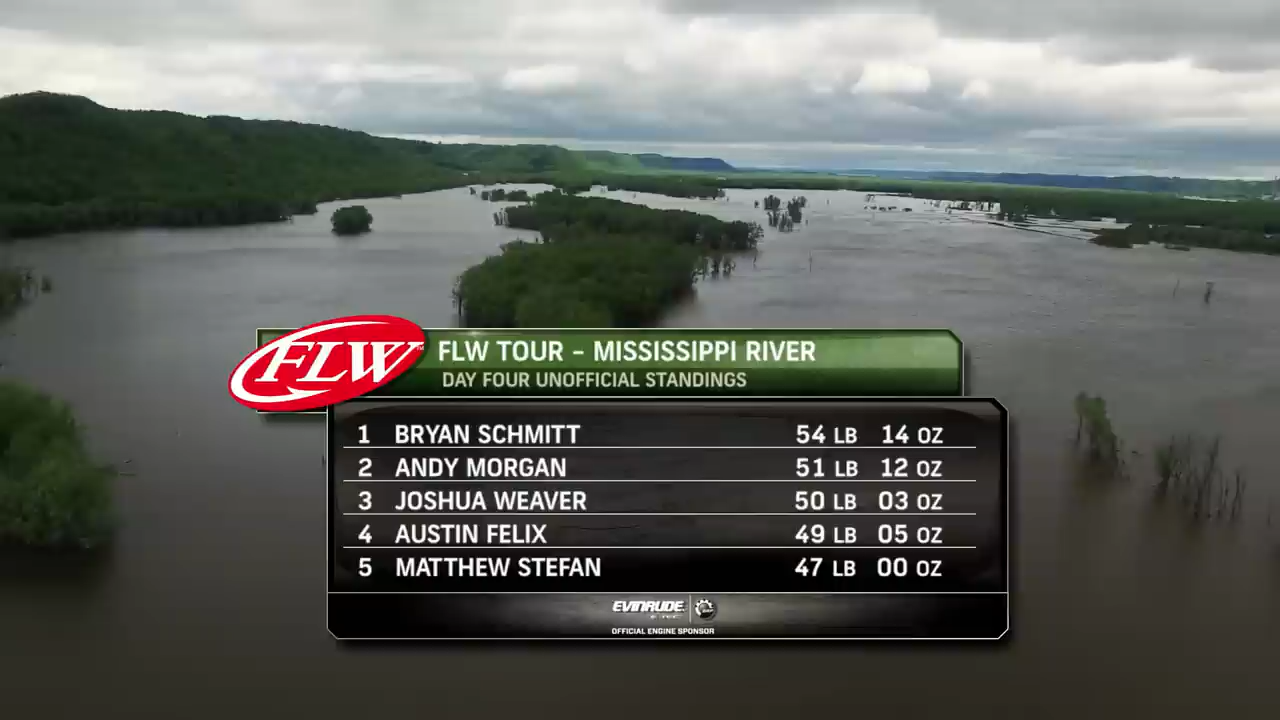 FLW
FLW TOUR - MISSISSIPPI RIVER
DAY FOUR UNOFFICIAL STANDINGS
1 BRYAN SCHMITT 54 LB 14 OZ
2 ANDY MORGAN 51 LB 12 OZ
3 JOSHUA WEAVER 50 LB 03 OZ
4 AUSTIN FELIX 49 LB 05 OZ
5 MATTHEW STEFAN 47 LB 00 OZ
EVINRUDE
OFFICIAL ENGINE SPONSOR